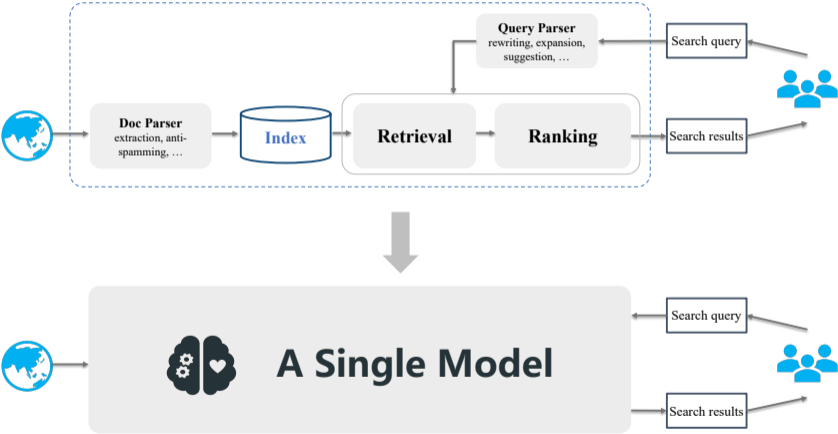 Query Parser
rewriting, expansion,
suggestion, ...
Search query
Doc Parser
extraction, anti-
spamming, ...
Index
Retrieval
Ranking
Search results
A Single Model
Search query
Search results